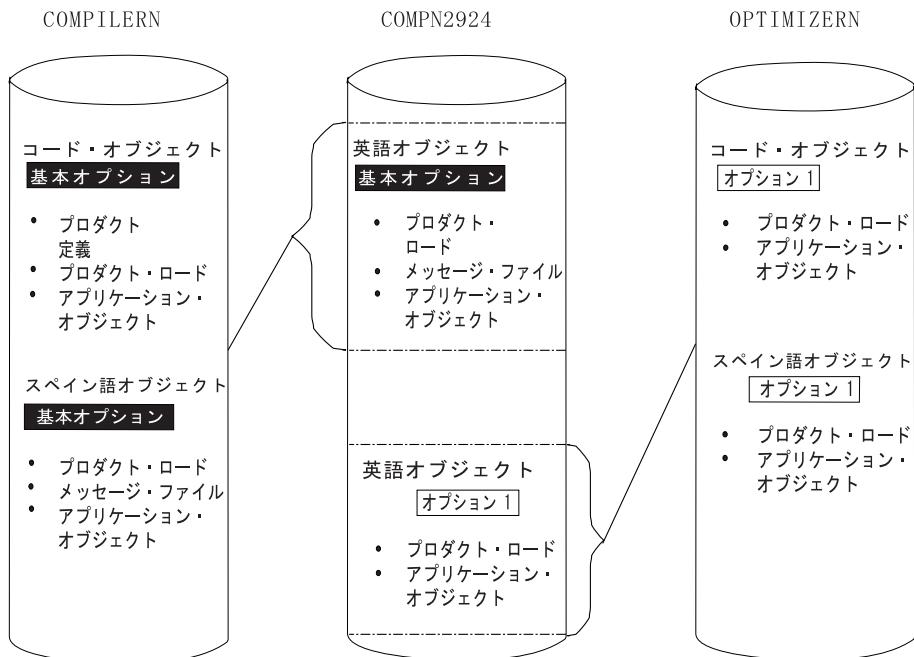 COMPILERN
COMPN2924
OPTIMIZERN
コード・オブジェクト
基本オプション
• プロダクト
定義
• プロダクト・ロード
• アプリケーション・
オブジェクト
スペイン語オブジェクト
基本オプション
• プロダクト・ロード
• メッセージ・ファイル
• アプリケーション・
オブジェクト
英語オブジェクト
基本オプション
• プロダクト・
ロード
• メッセージ・ファイル
• アプリケーション・
オブジェクト
英語オブジェクト
オプション 1
• プロダクト・ロード
• アプリケーション・
オブジェクト
コード・オブジェクト
オプション 1
• プロダクト・ロード
• アプリケーション・
オブジェクト
スペイン語オブジェクト
オプション 1
• プロダクト・ロード
• アプリケーション・
オブジェクト